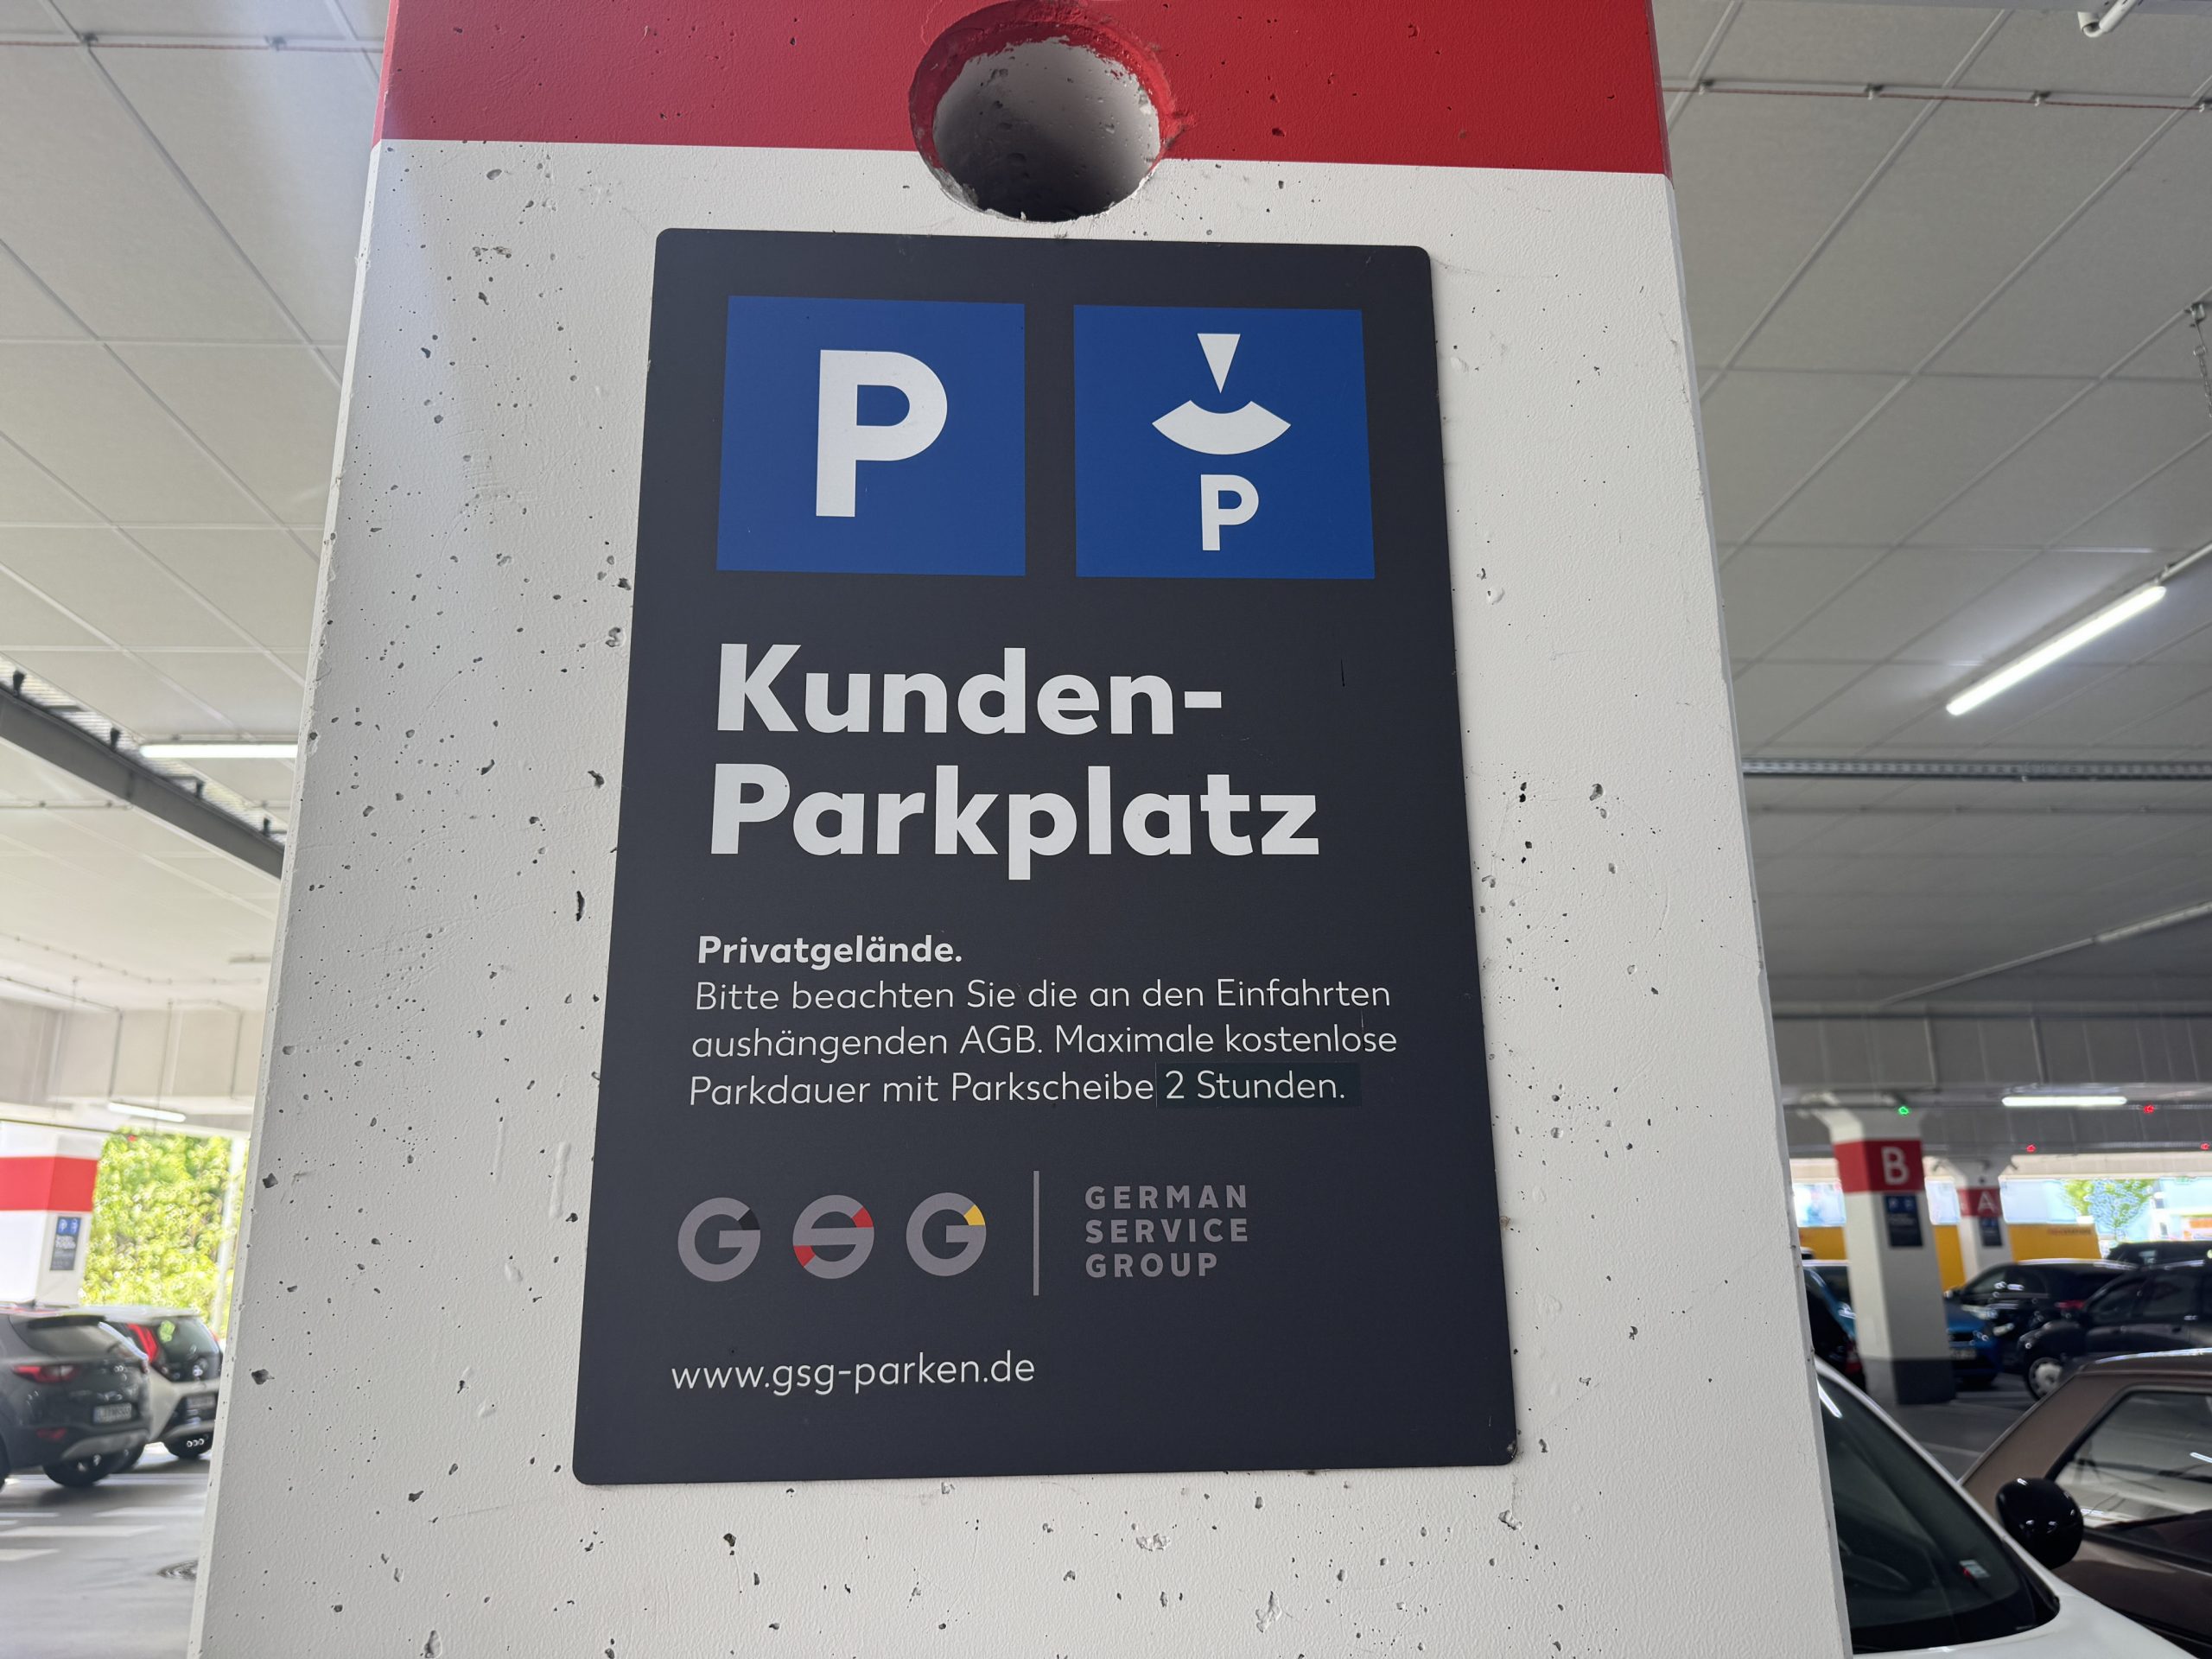 P
P
Kunden-
Parkplatz
Privatgelände.
Bitte beachten Sie die an den Einfahrten
aushängenden AGB. Maximale kostenlose
Parkdauer mit Parkscheibe 2 Stunden.
GSG
GERMAN
SERVICE
GROUP
www.gsg-parken.de
B
A